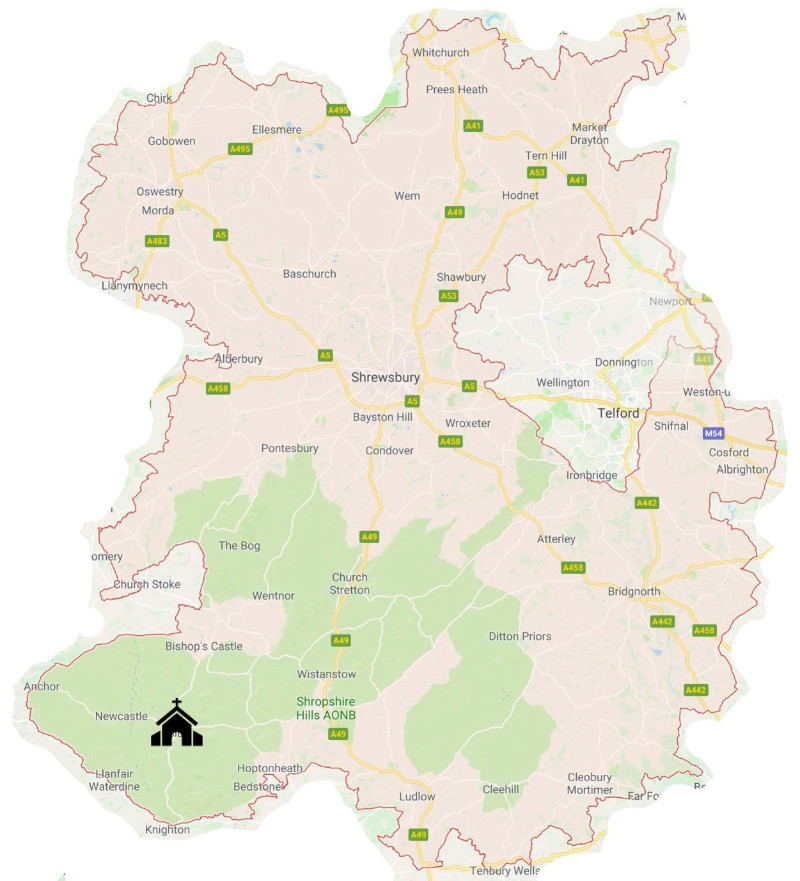 M
Whitchurch
Prees Heath
Chirk
A495
Ellesmere
A41
Market
Drayton
Gobowen
A495
Tern Hill
A53
A41
Oswestry
Wem
Hodnet
Morda
A49
A5
A483
Baschurch
Shawbury
Llanymynech
A53
Newport
Alberbury
A5
A41
Donnington
Shrewsbury
Wellington
A458
A5
Weston-u
A5
Telford
Bayston Hill
Wroxeter
Shifnal
M54
A458
Pontesbury
Condover
Cosford
Albrighton
Ironbridge
A442
A49
The Bog
Atterley
omery
A458
Church Stoke
Church
Stretton
Wentnor
Bridgnorth
A442
A458
Bishop's Castle
A49
Ditton Priors
Wistanstow
Anchor
A442
Shropshire
Hills AONB
Newcastle
A49
Hoptonheath
Llanfair
Waterdine
Bedstone
Cleobury
Mortimer
Cleehill
Ludlow
Far Fo
Knighton
A49
Tenbury Wells